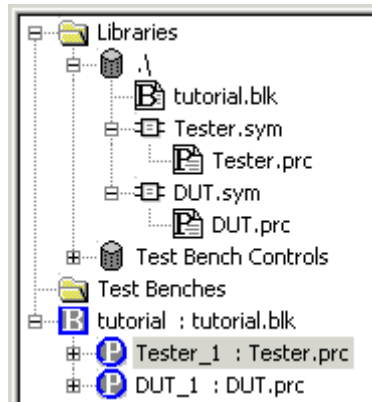 Libraries
.\
tutorial.blk
Tester.sym
Tester.prc
DUT.sym
DUT.prc
Test Bench Controls
Test Benches
tutorial : tutorial.blk
Tester_1 : Tester.prc
DUT_1 : DUT.prc